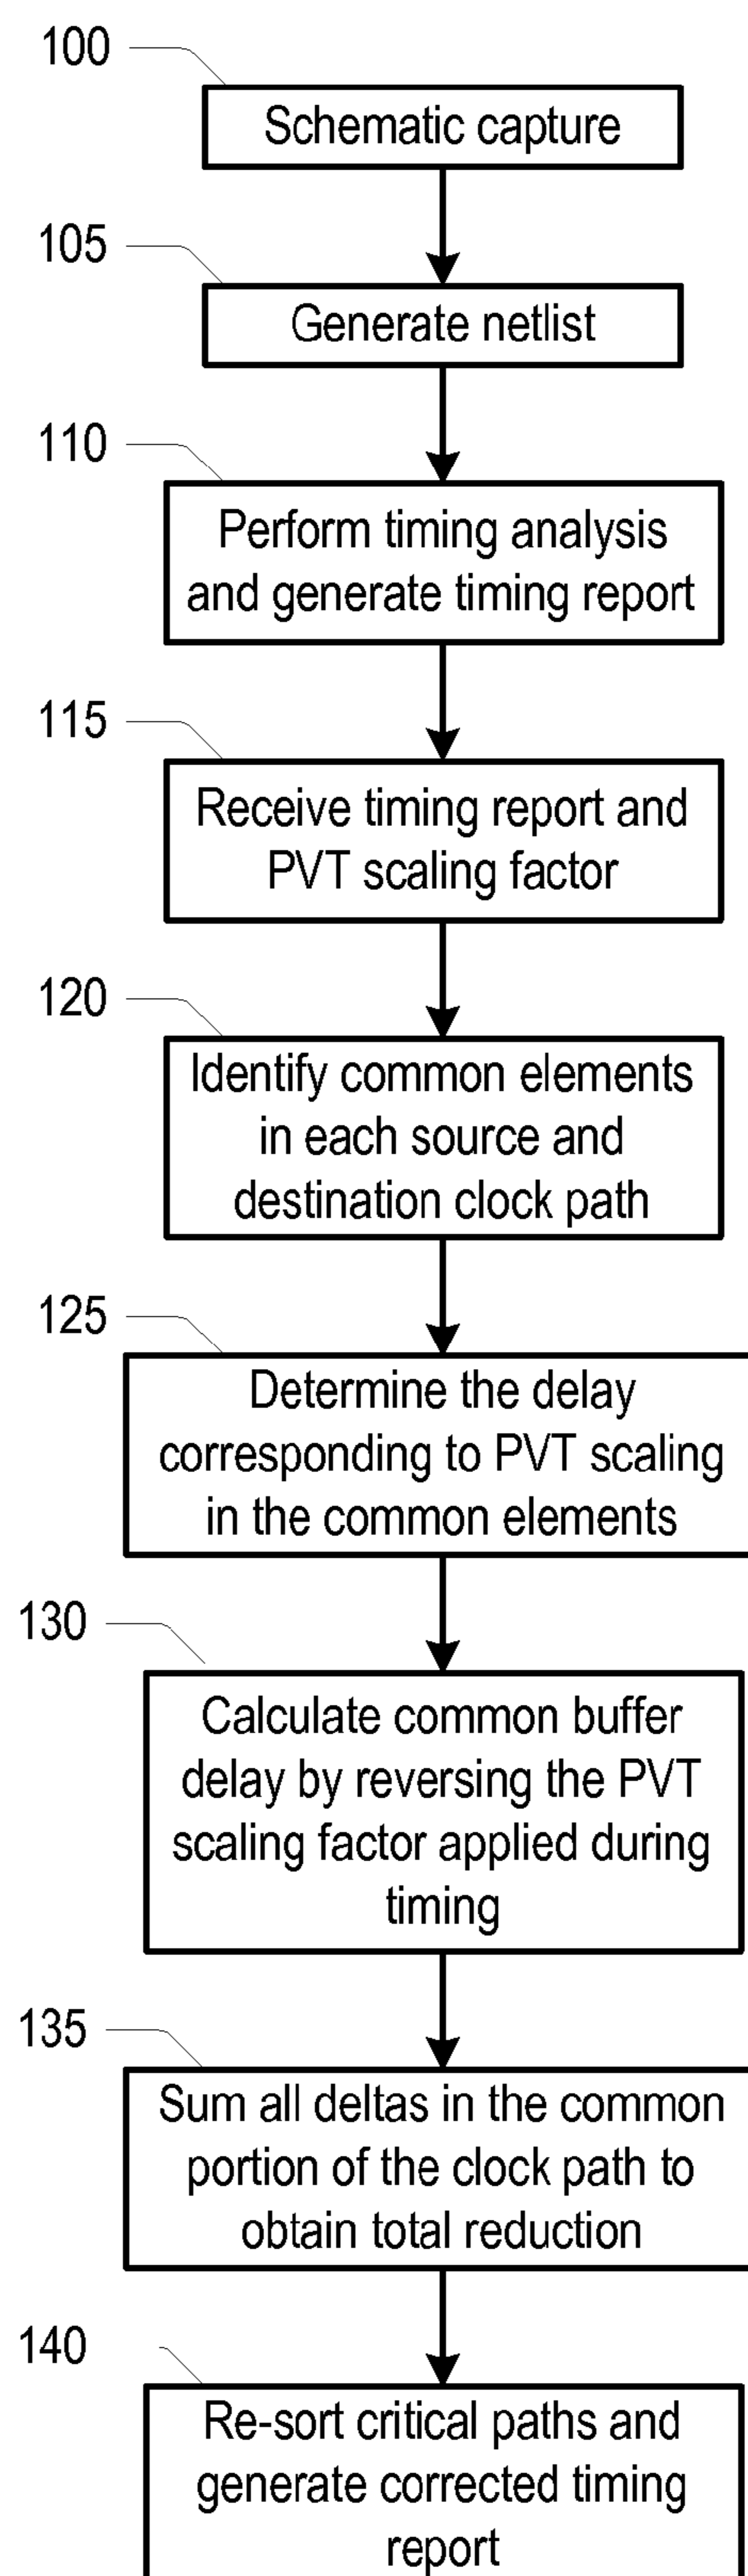 100
Schematic capture
105
Generate netlist
110
Perform timing analysis
and generate timing report
115
Receive timing report and
PVT scaling factor
120
Identify common elements
in each source and
destination clock path
125
Determine the delay
corresponding to PVT scaling
in the common elements
130
Calculate common buffer
delay by reversing the PVT
scaling factor applied during
timing
135
Sum all deltas in the common
portion of the clock path to
obtain total reduction
140
Re-sort critical paths and
generate corrected timing
report